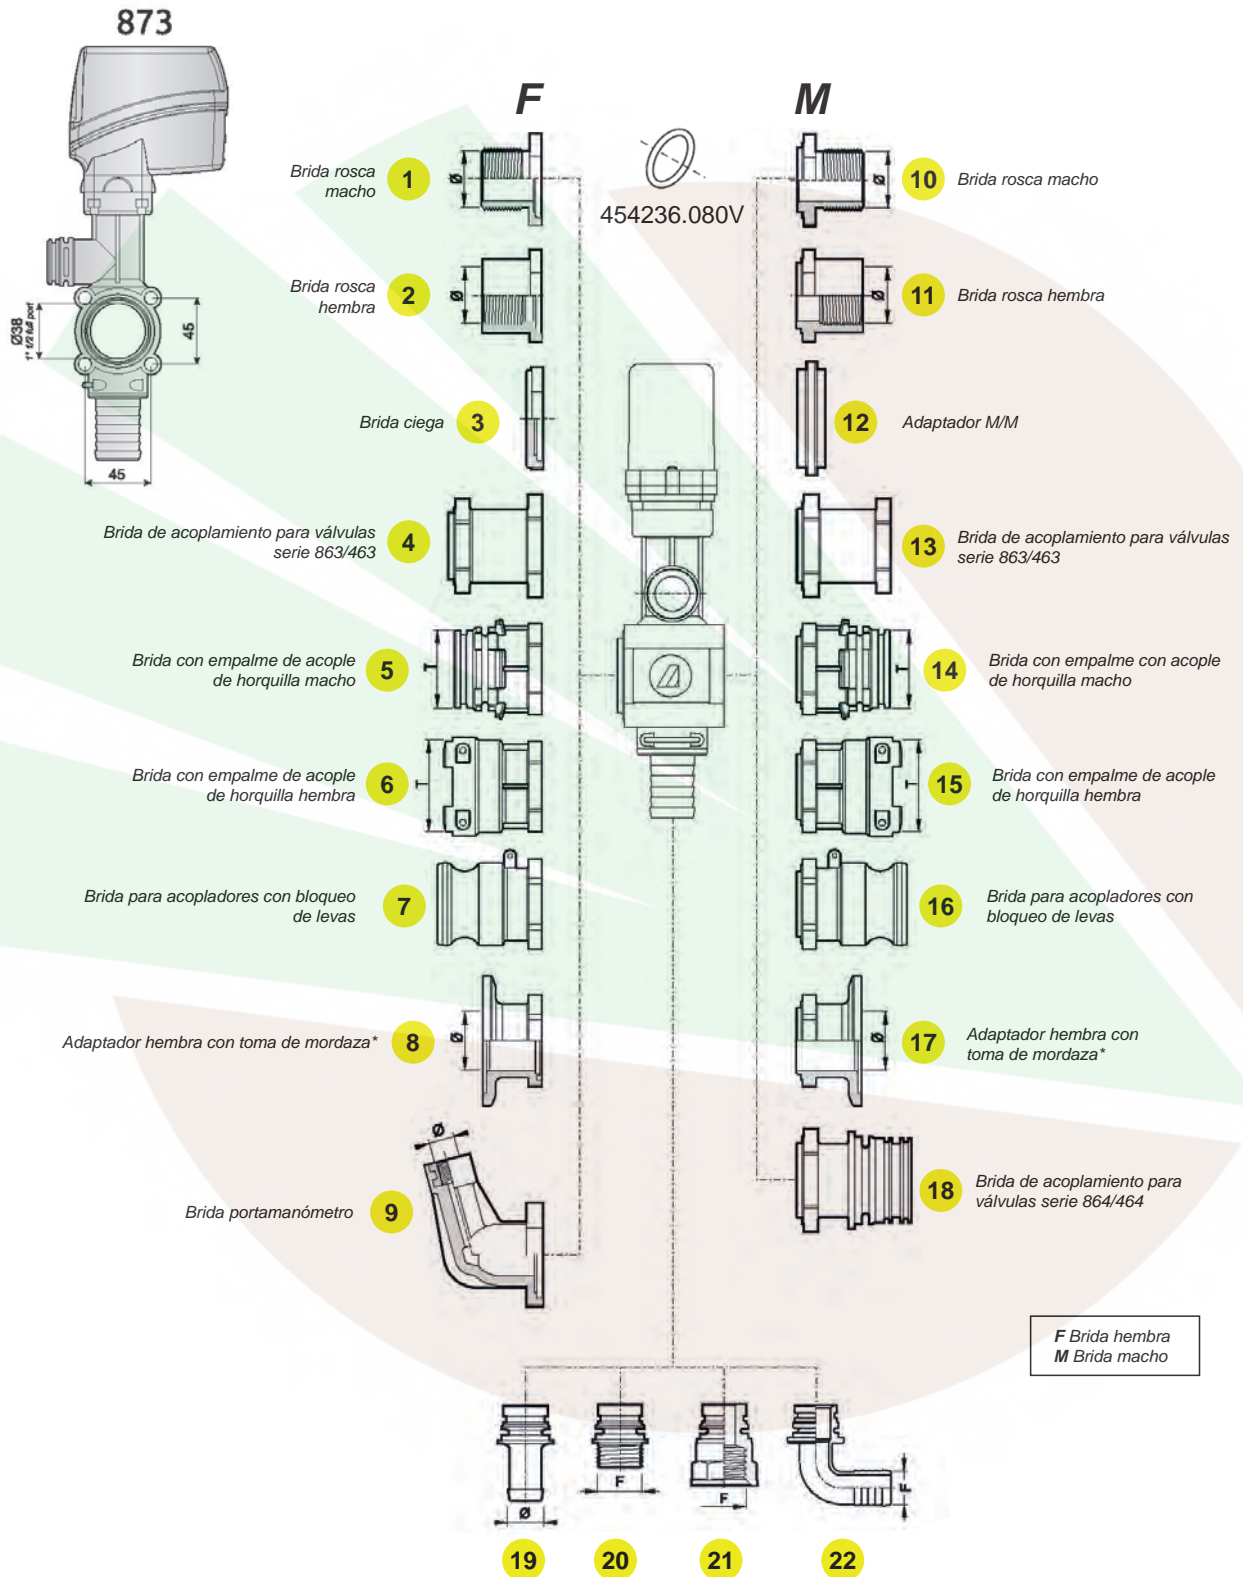 873
F
M
Brida rosca
macho
1
Ø
454236.080V
Ø
10
Brida rosca macho
Brida rosca
hembra
2
Ø
Ø
11
Brida rosca hembra
Ø38
1" 1/2 full port
45
45
Brida ciega
3
12
Adaptador M/M
Brida de acoplamiento para válvulas
serie 863/463
4
13
Brida de acoplamiento para válvulas
serie 863/463
Brida con empalme de acople
de horquilla macho
5
T
T
14
Brida con empalme con acople
de horquilla macho
Brida con empalme de acople
de horquilla hembra
6
T
T
15
Brida con empalme de acople
de horquilla hembra
Brida para acopladores con bloqueo
de levas
7
16
Brida para acopladores con
bloqueo de levas
Adaptador hembra con toma de mordaza*
8
Ø
Ø
17
Adaptador hembra con
toma de mordaza*
Brida portamanómetro
9
Ø
18
Brida de acoplamiento para
válvulas serie 864/464
F Brida hembra
M Brida macho
Ø
F
F
F
19
20
21
22